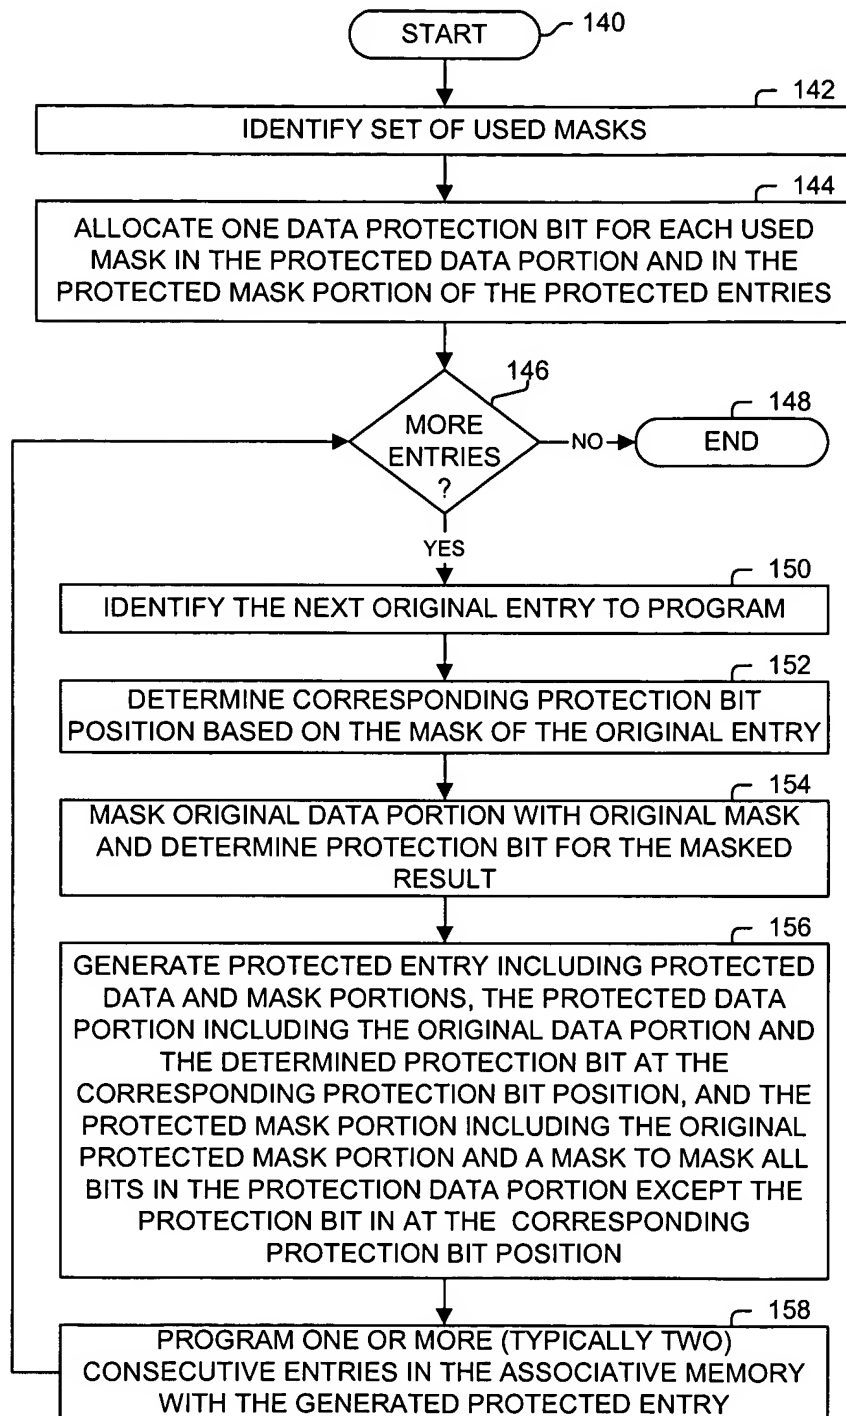 START
140
142
IDENTIFY SET OF USED MASKS
144
ALLOCATE ONE DATA PROTECTION BIT FOR EACH USED
MASK IN THE PROTECTED DATA PORTION AND IN THE
PROTECTED MASK PORTION OF THE PROTECTED ENTRIES
146
MORE
ENTRIES
?
NO
148
END
YES
150
IDENTIFY THE NEXT ORIGINAL ENTRY TO PROGRAM
152
DETERMINE CORRESPONDING PROTECTION BIT
POSITION BASED ON THE MASK OF THE ORIGINAL ENTRY
154
MASK ORIGINAL DATA PORTION WITH ORIGINAL MASK
AND DETERMINE PROTECTION BIT FOR THE MASKED
RESULT
156
GENERATE PROTECTED ENTRY INCLUDING PROTECTED
DATA AND MASK PORTIONS, THE PROTECTED DATA
PORTION INCLUDING THE ORIGINAL DATA PORTION AND
THE DETERMINED PROTECTION BIT AT THE
CORRESPONDING PROTECTION BIT POSITION, AND THE
PROTECTED MASK PORTION INCLUDING THE ORIGINAL
PROTECTED MASK PORTION AND A MASK TO MASK ALL
BITS IN THE PROTECTION DATA PORTION EXCEPT THE
PROTECTION BIT IN AT THE CORRESPONDING
PROTECTION BIT POSITION
158
PROGRAM ONE OR MORE (TYPICALLY TWO)
CONSECUTIVE ENTRIES IN THE ASSOCIATIVE MEMORY
WITH THE GENERATED PROTECTED ENTRY